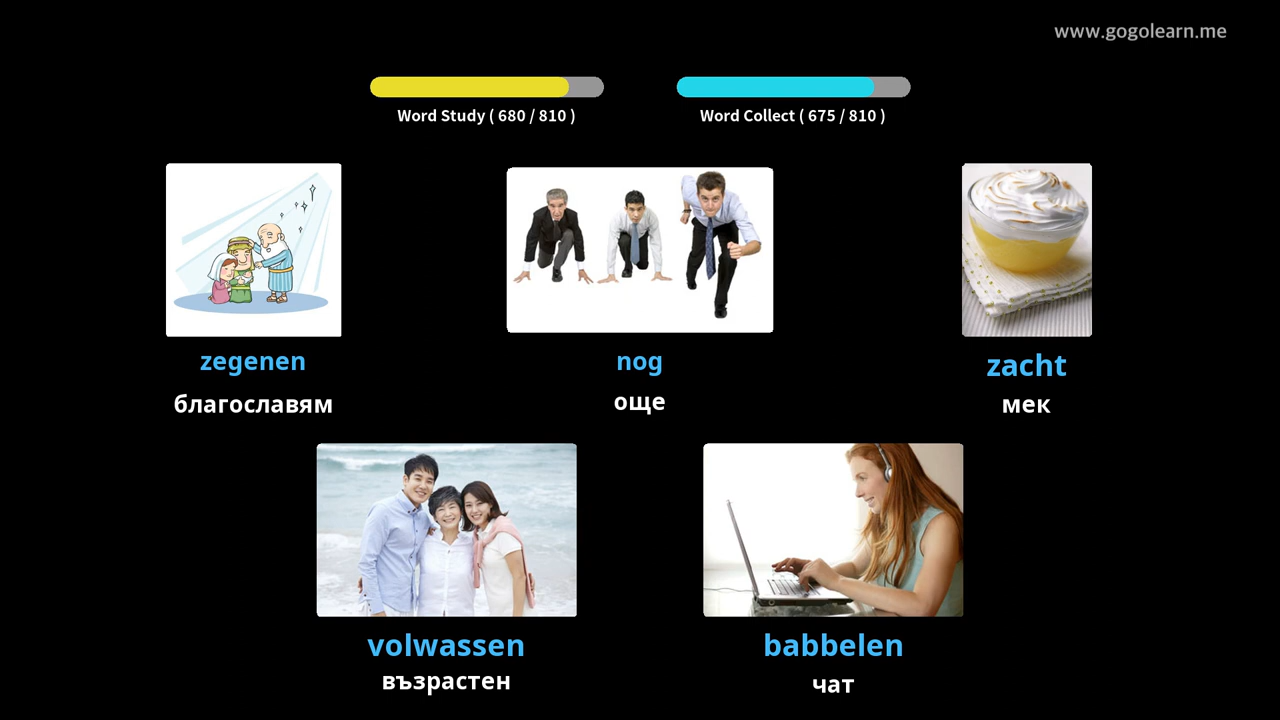 www.gogolearn.me
Word Study ( 680 / 810 )
Word Collect ( 675 / 810 )
zegenen
благославям
nog
още
zacht
мек
volwassen
възрастен
babbelen
чат